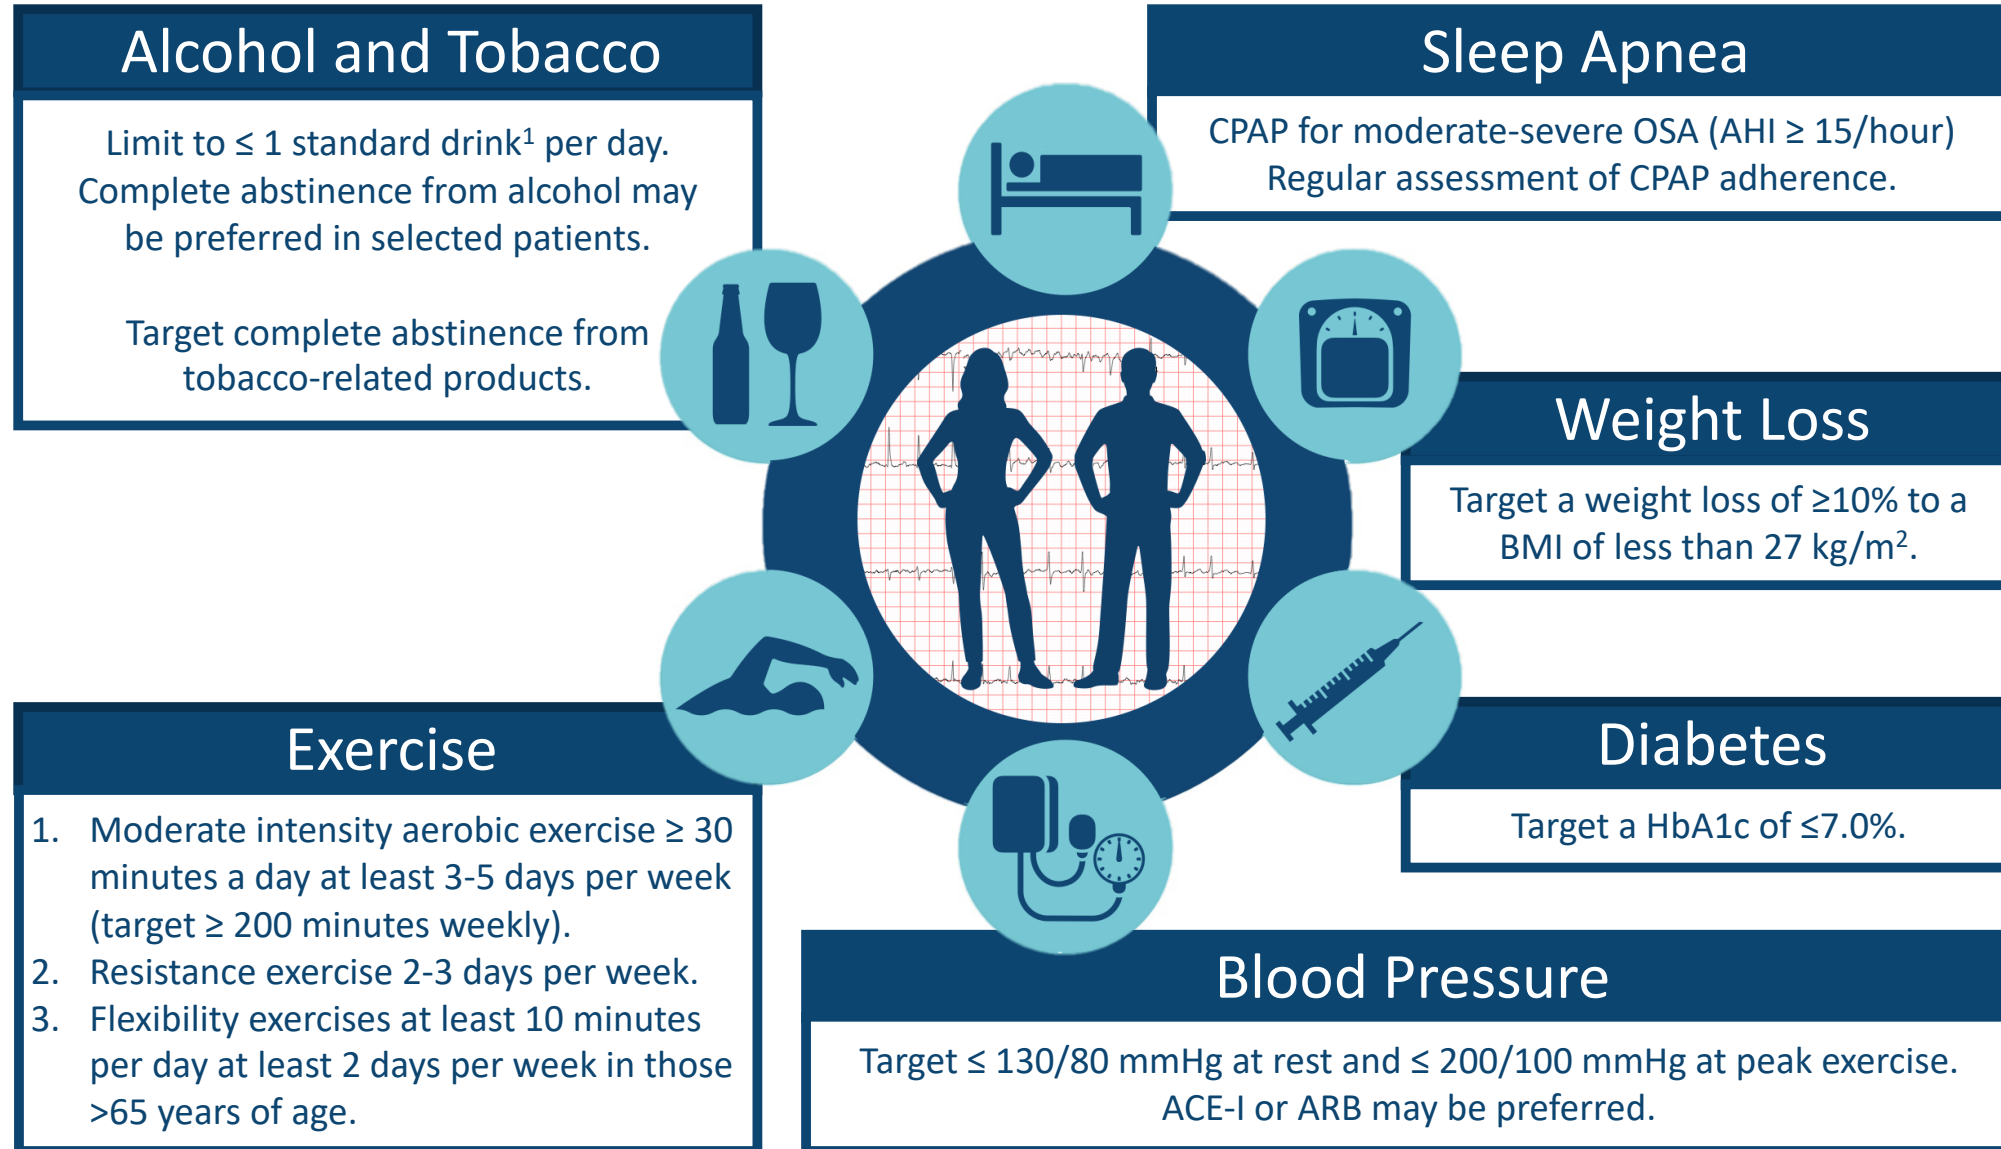 Alcohol and Tobacco
Limit to ≤ 1 standard drink¹ per day.
Complete abstinence from alcohol may
be preferred in selected patients.
Target complete abstinence from
tobacco-related products.
Sleep Apnea
CPAP for moderate-severe OSA (AHI ≥ 15/hour)
Regular assessment of CPAP adherence.
Weight Loss
Target a weight loss of ≥10% to a
BMI of less than 27 kg/m².
Diabetes
Target a HbA1c of ≤7.0%.
Exercise
1. Moderate intensity aerobic exercise ≥ 30
minutes a day at least 3-5 days per week
(target ≥ 200 minutes weekly).
2. Resistance exercise 2-3 days per week.
3. Flexibility exercises at least 10 minutes
per day at least 2 days per week in those
>65 years of age.
Blood Pressure
Target ≤ 130/80 mmHg at rest and ≤ 200/100 mmHg at peak exercise.
ACE-I or ARB may be preferred.